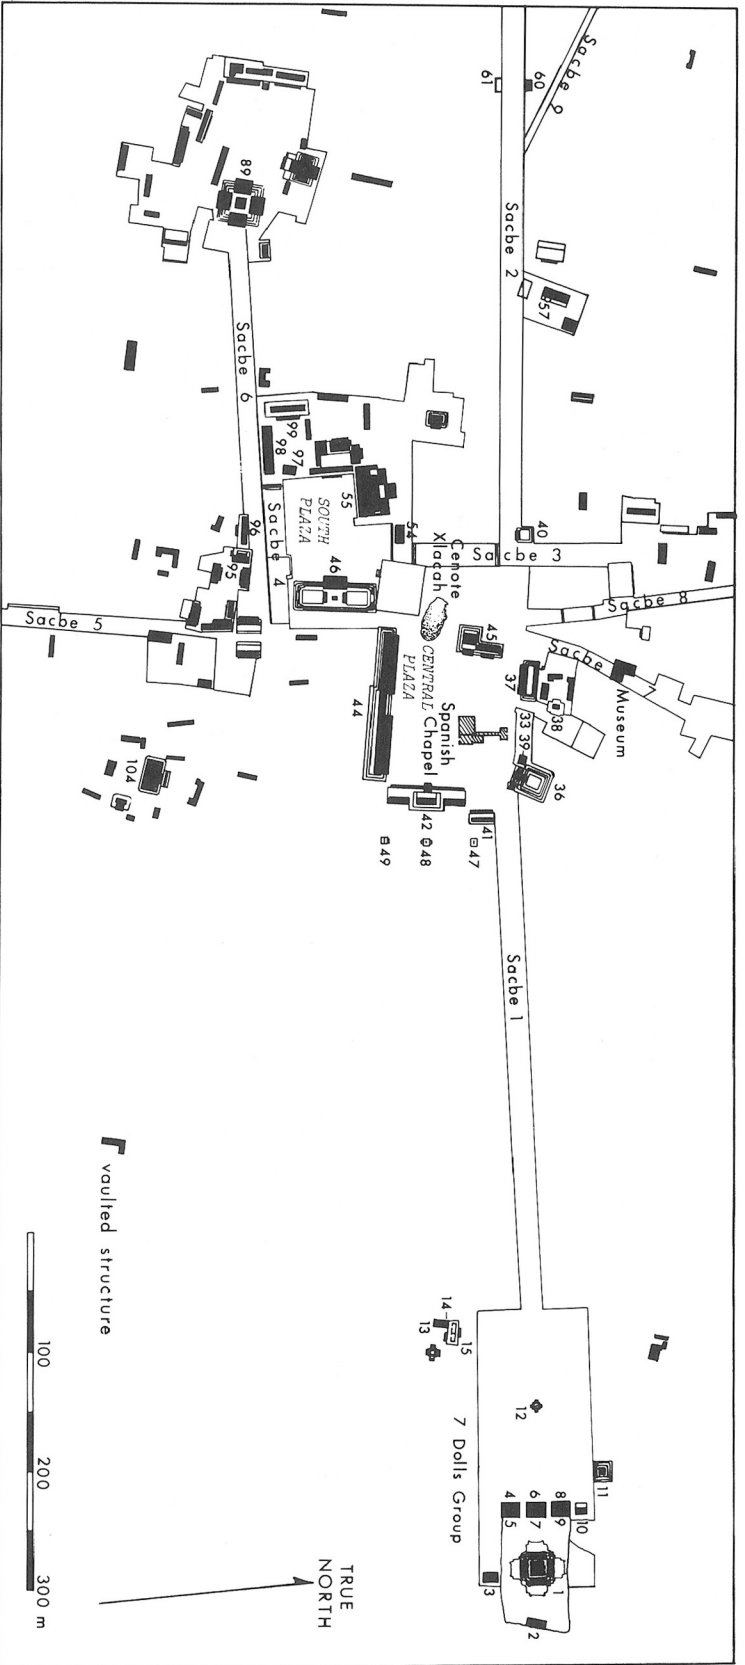 Sacbe 9
60
61
89
Sacbe 2
57
Sacbe 6
99
98
97
55
SOUTH
PLAZA
54
40
Sacbe 3
Sacbe 4
96
95
46
Cenote
Xlacah
Sacbe 8
Sacbe 5
45
Sacbe
Museum
37
38
CENTRAL
PLAZA
44
Spanish
Chapel
33 39
36
104
42
41
49
48
47
Sacbe 1
vaulted structure
14
13
15
12
7 Dolls Group
11
10
8
9
6
7
4
5
1
3
2
100
200
300 m
TRUE
NORTH